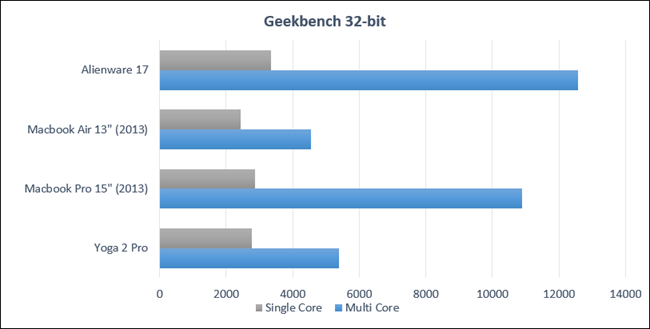 Geekbench 32-bit
Alienware 17
Macbook Air 13" (2013)
Macbook Pro 15" (2013)
Yoga 2 Pro
0 2000 4000 6000 8000 10000 12000 14000
Single Core Multi Core